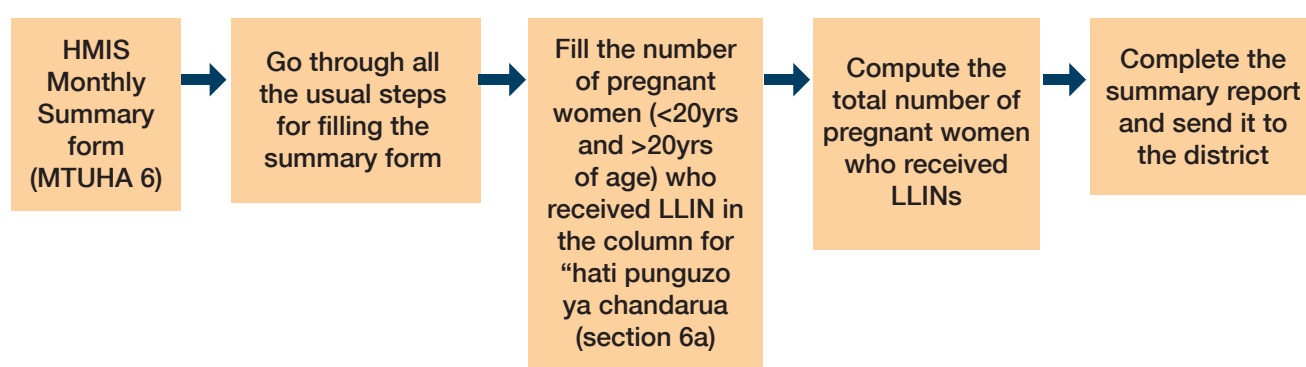 HMIS
Monthly
Summary
form
(MTUHA 6)
Go through all
the usual steps
for filling the
summary form
Fill the number
of pregnant
women (<20yrs
and >20yrs
of age) who
received LLIN in
the column for
“hati punguzo
ya chandarua
(section 6a)
Compute the
total number of
pregnant women
who received
LLINs
Complete the
summary report
and send it to
the district